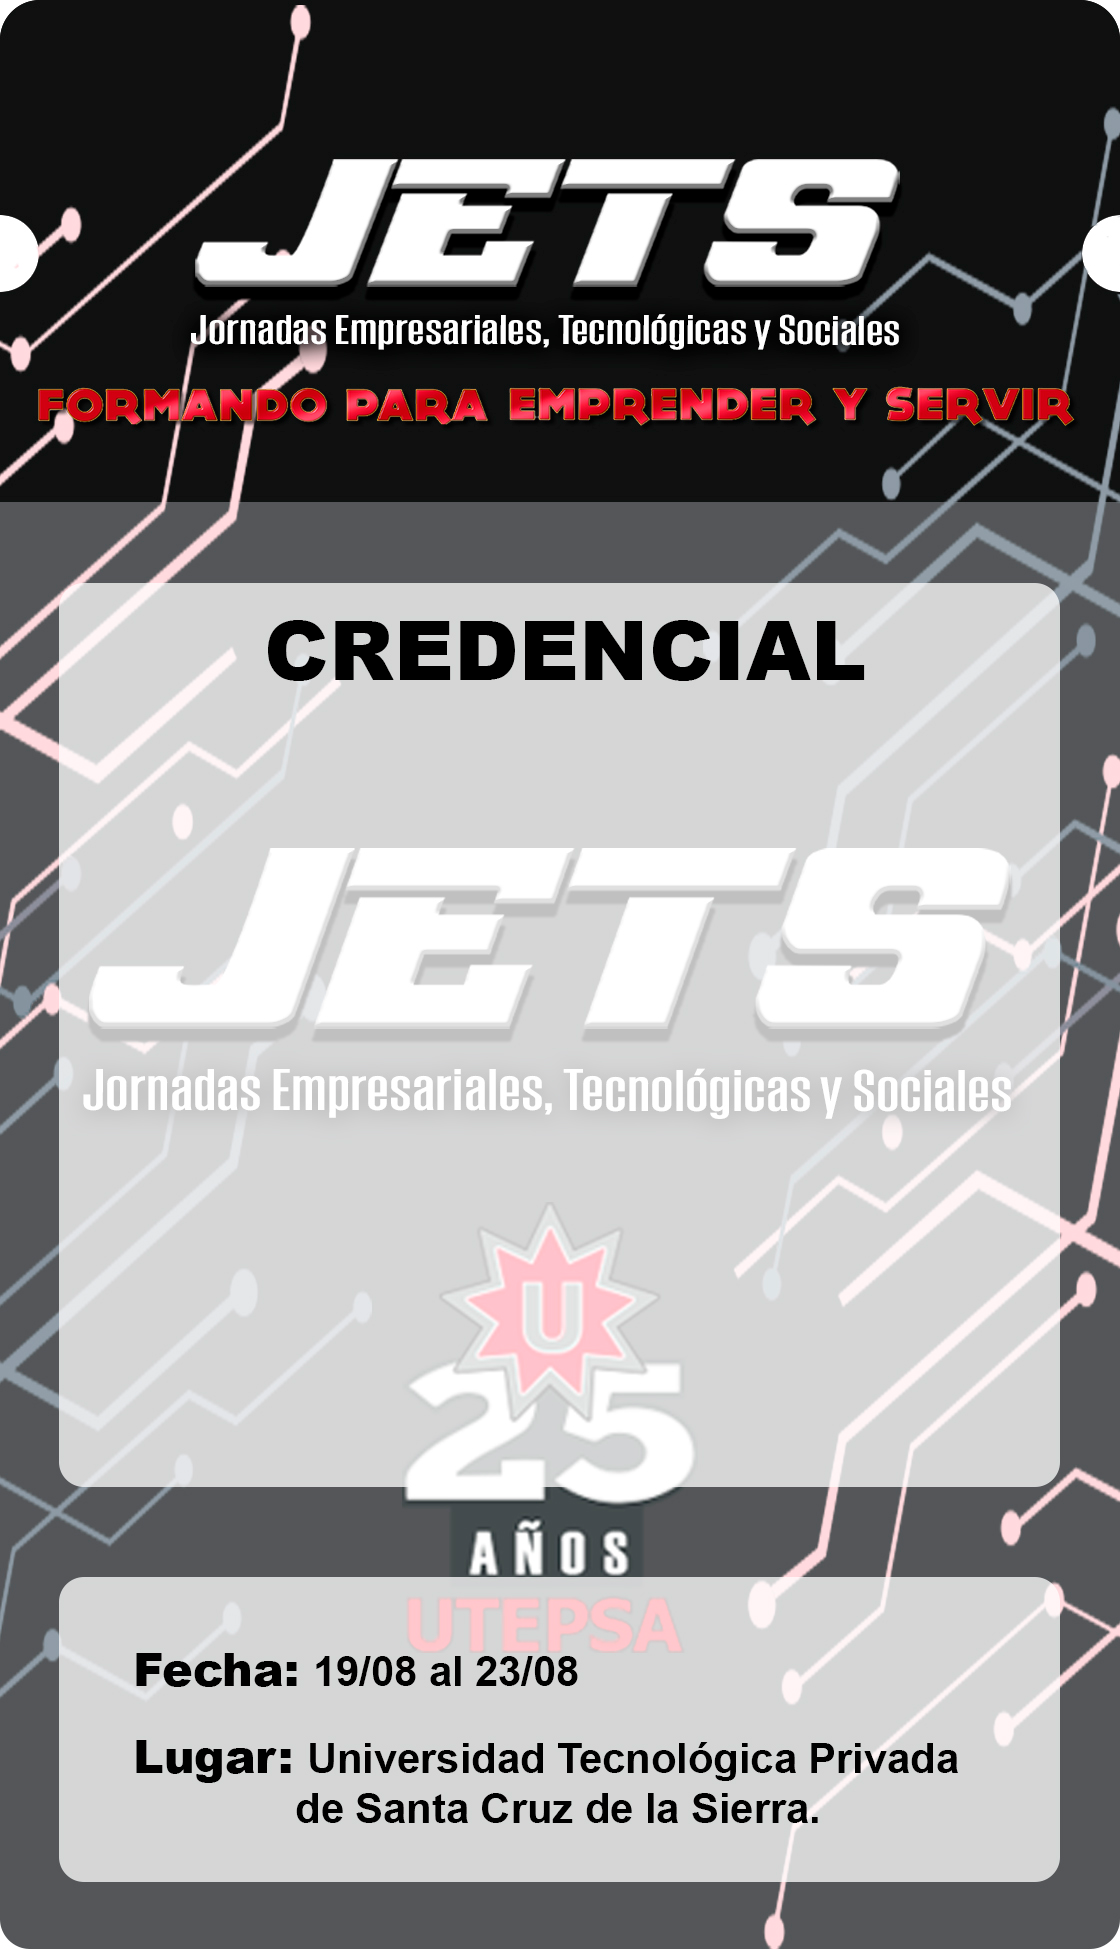 JETS
Jornadas Empresariales, Tecnológicas y Sociales
FORMANDO PARA EMPRENDER Y SERVIR
CREDENCIAL
JETS
Jornadas Empresariales, Tecnológicas y Sociales
U
25
AÑOS
UTEPSA
Fecha: 19/08 al 23/08
Lugar: Universidad Tecnológica Privada
de Santa Cruz de la Sierra.